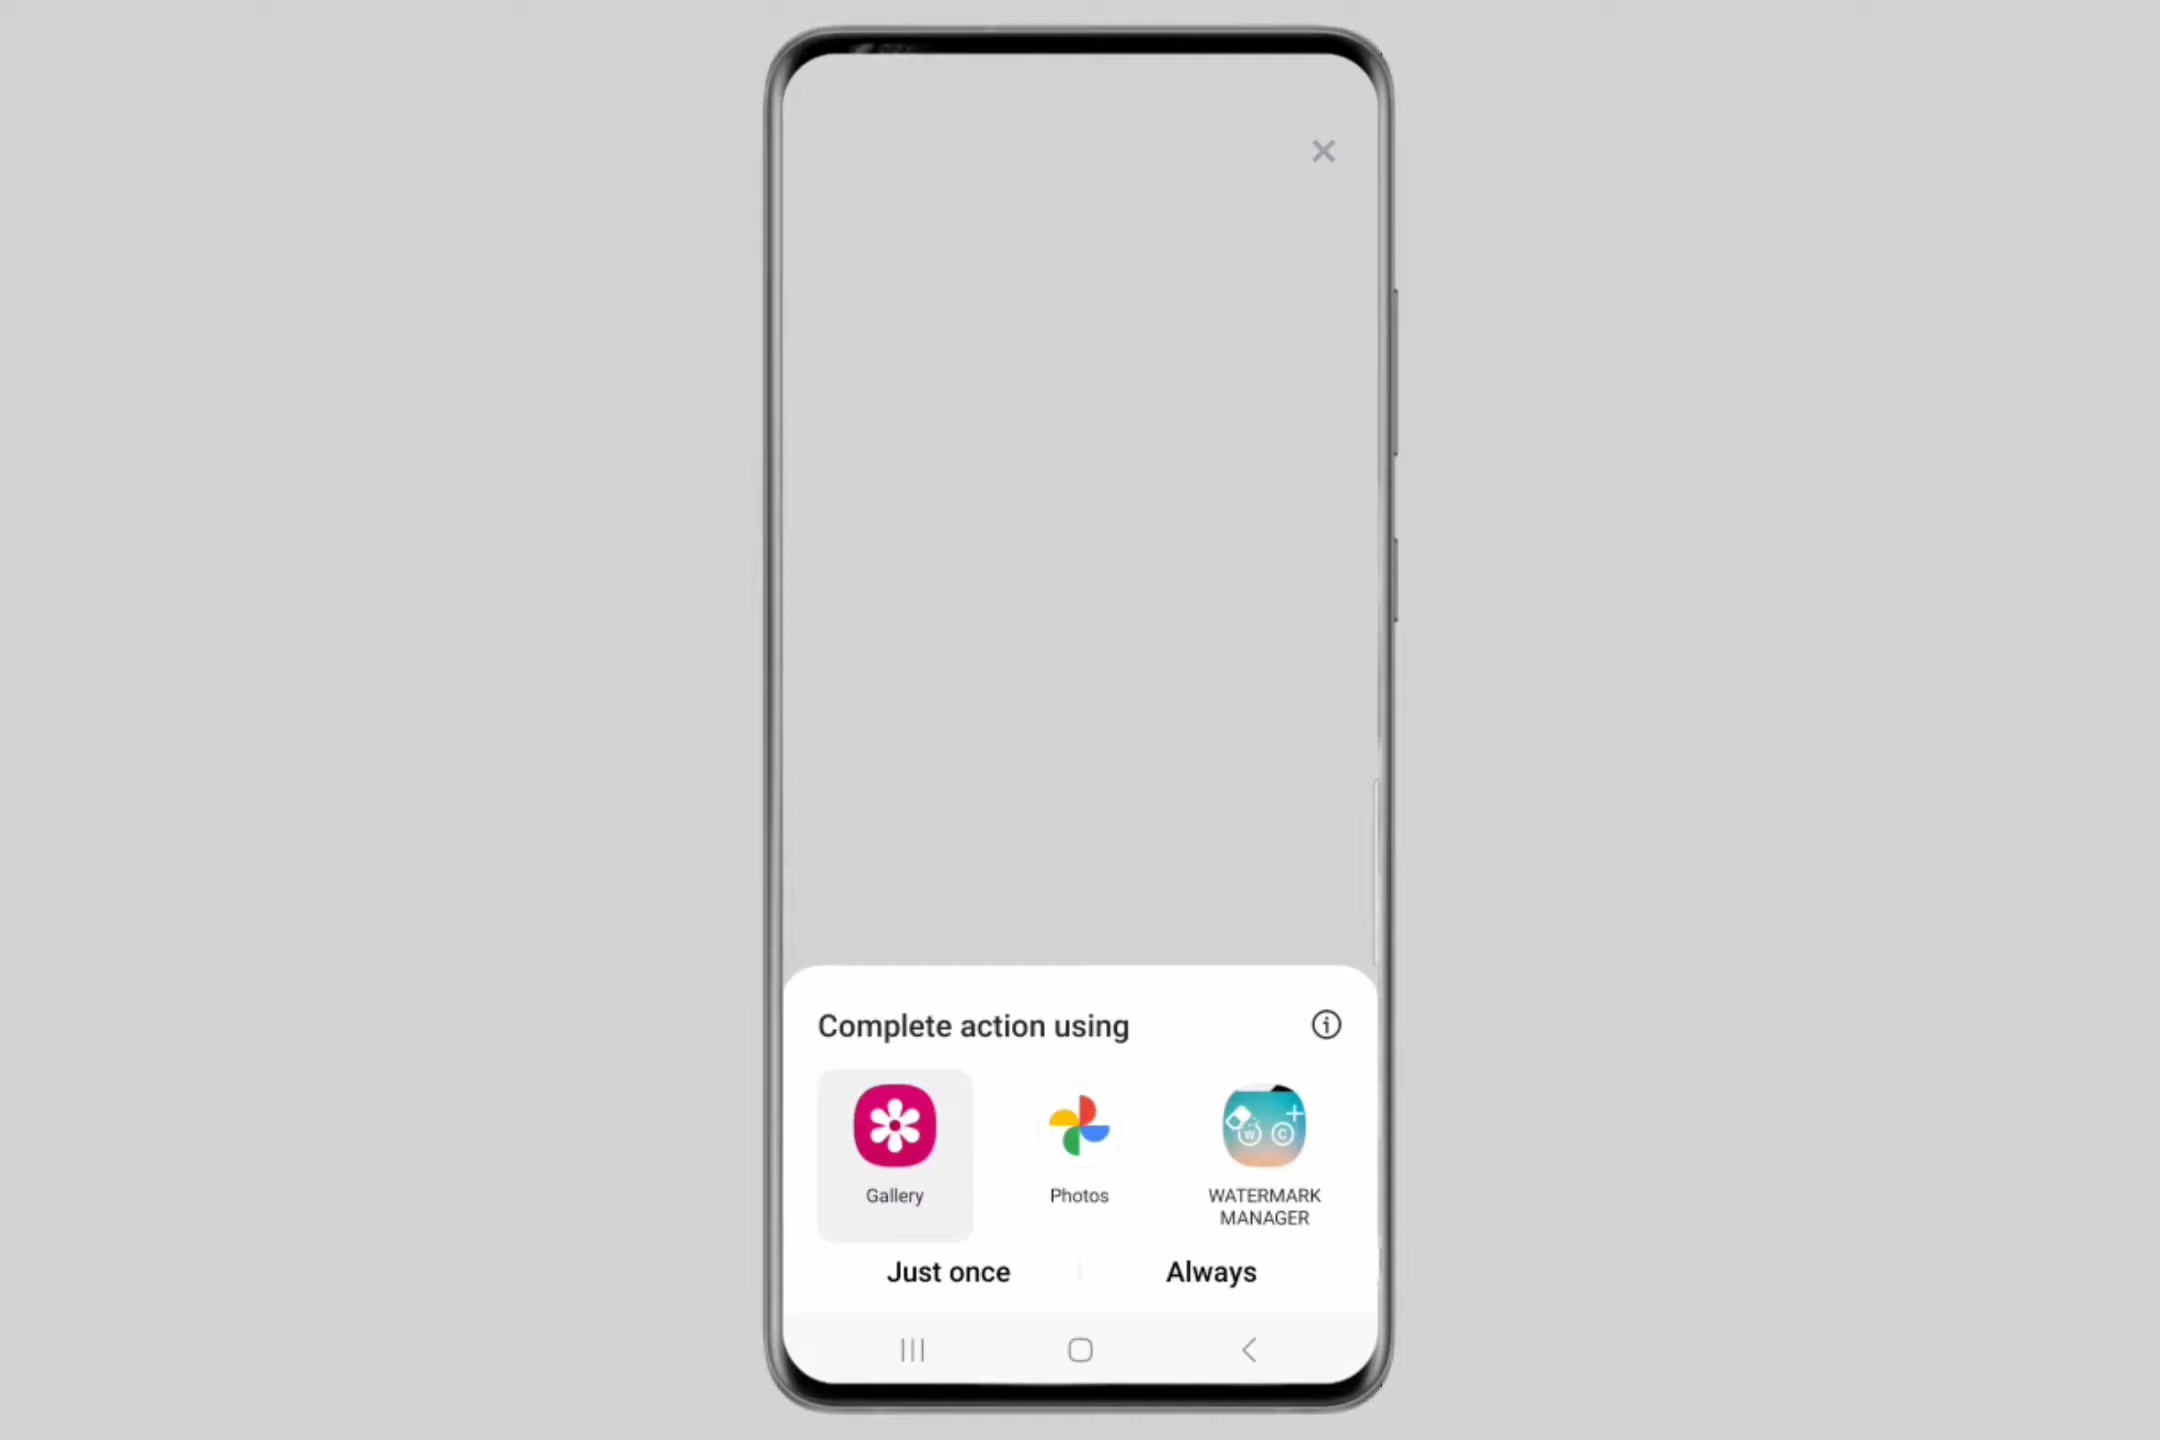 Complete action using
Gallery
Photos
WATERMARK
MANAGER
Just once
Always